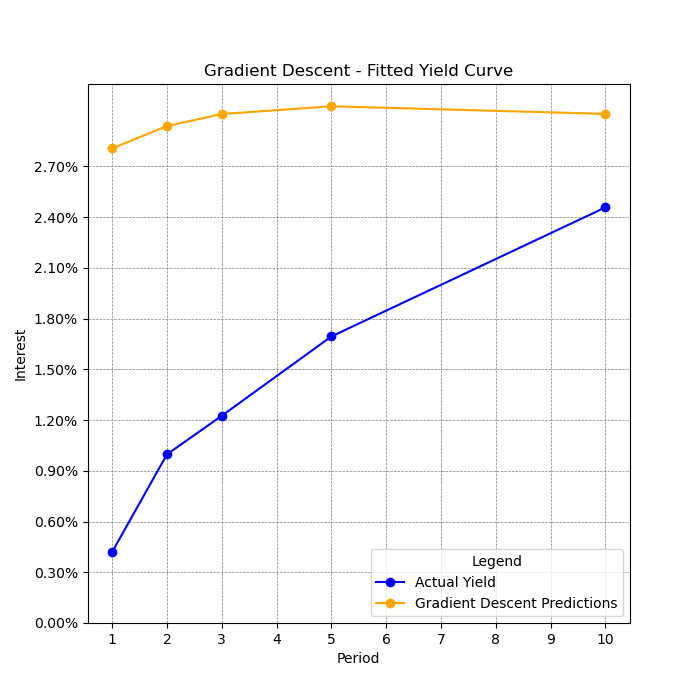 Gradient Descent - Fitted Yield Curve
Interest
2.70%
2.40%
2.10%
1.80%
1.50%
1.20%
0.90%
0.60%
0.30%
0.00%
Legend
Actual Yield
Gradient Descent Predictions
1 2 3 4 5 6 7 8 9 10
Period